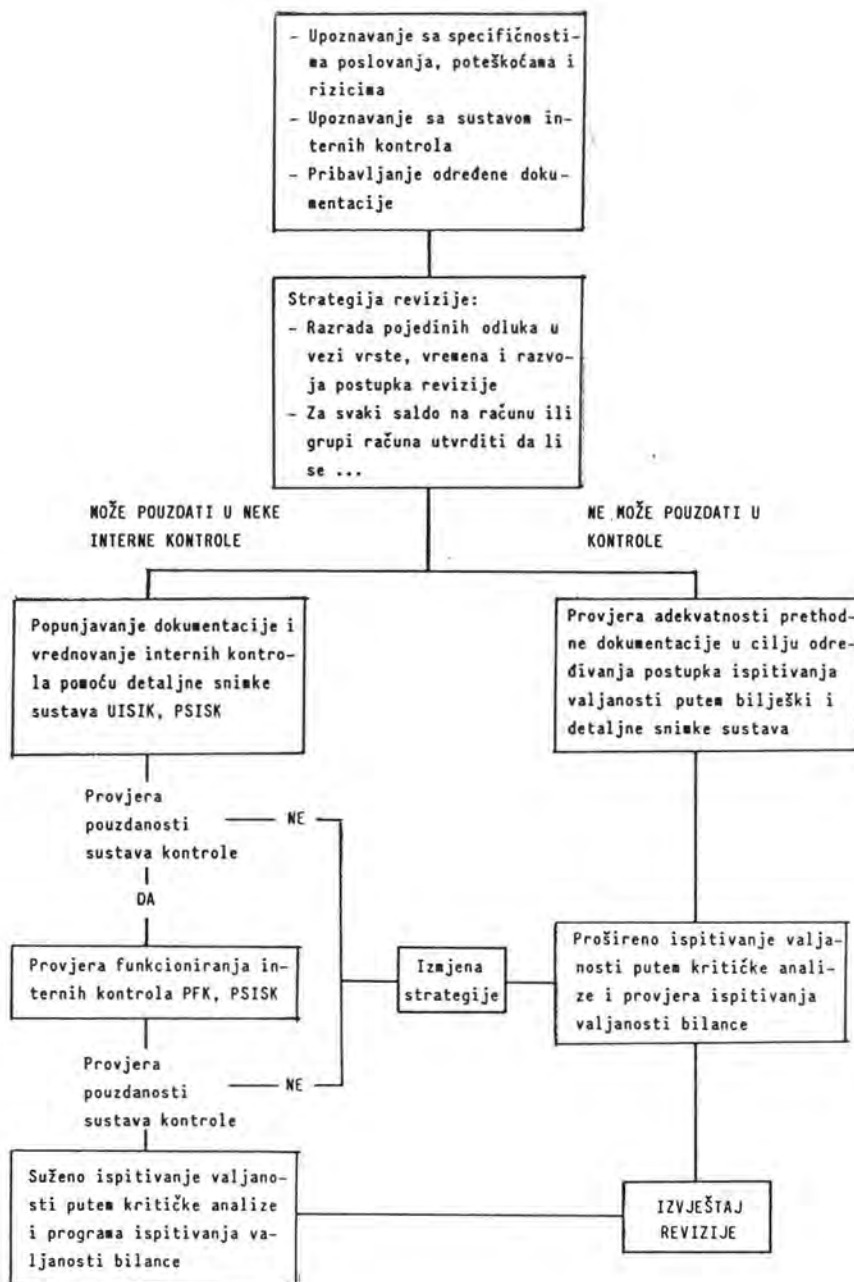 - Upoznavanje sa specifičnosti-
ma poslovanja, poteškoćama i
rizicima
- Upoznavanje sa sustavom in-
ternih kontrola
- Pribavljanje određene doku-
mentacije
Strategija revizije:
- Razrada pojedinih odluka u
vezi vrste, vremena i razvo-
ja postupka revizije
- Za svaki saldo na računu ili
grupi računa utvrditi da li
se ...
MOŽE POUZDATI U NEKE
INTERNE KONTROLE
NE MOŽE POUZDATI U
KONTROLE
Popunjavanje dokumentacije i
vrednovanje internih kontro-
la pomoću detaljne snimke
sustava UISIK, PSISK
Provjera adekvatnosti prethod-
ne dokumentacije u cilju odre-
đivanja postupka ispitivanja
valjanosti putem bilješki i
detaljne snimke sustava
Provjera
pouzdanosti
sustava kontrole
NE
DA
Provjera funkcioniranja in-
ternih kontrola PFK, PSISK
Izmjena
strategije
Prošireno ispitivanje valja-
nosti putem kritičke anali-
ze i provjera ispitivanja
valjanosti bilance
Provjera
pouzdanosti
sustava kontrole
NE
Suženo ispitivanje valjano-
sti putem kritičke analize
i programa ispitivanja va-
ljanosti bilance
IZVJEŠTAJ
REVIZIJE